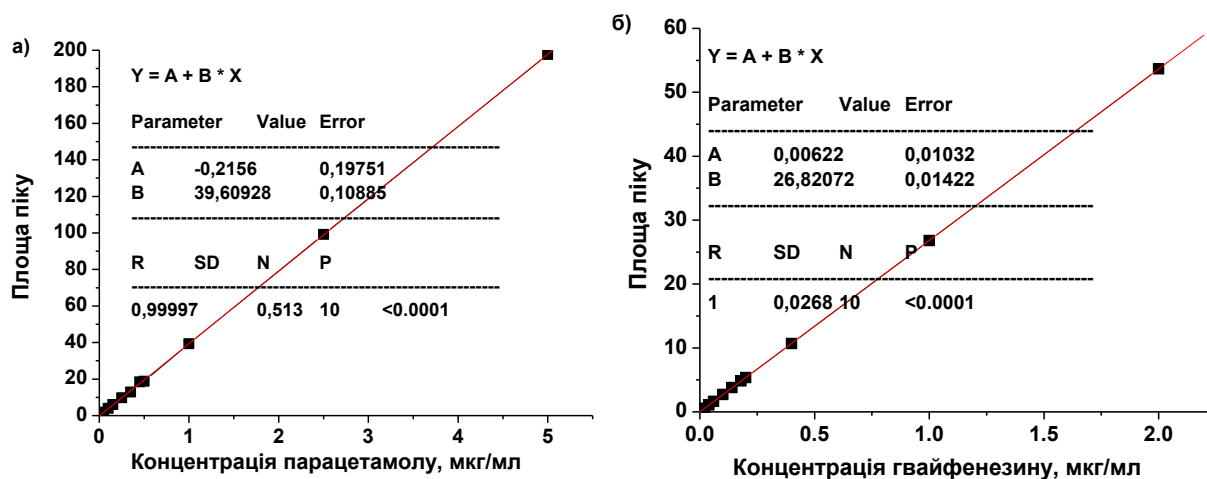 а)
200
180
160
140
120
100
80
60
40
20
0
Площа піку
Y = A + B * X
Parameter Value Error
A -0,2156 0,19751
B 39,60928 0,10885
R SD N P
0,99997 0,513 10 <0.0001
0 1 2 3 4 5
Концентрація парацетамолу, мкг/мл
б)
60
50
40
30
20
10
0
Площа піку
Y = A + B * X
Parameter Value Error
A 0,00622 0,01032
B 26,82072 0,01422
R SD N P
1 0,0268 10 <0.0001
0.0 0.5 1.0 1.5 2.0
Концентрація гвайфенезину, мкг/мл